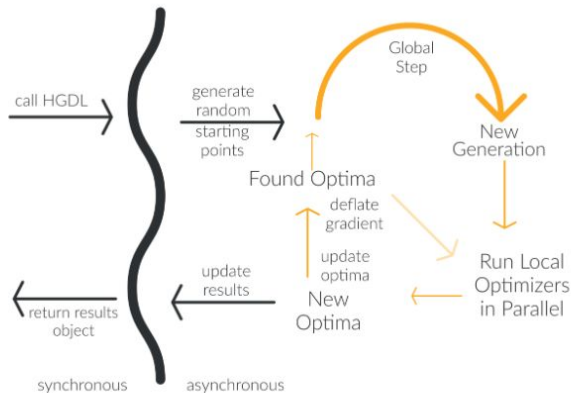 call HGDL
generate
random
starting
points
Global
Step
New
Generation
Found Optima
deflate
gradient
update
optima
Run Local
Optimizers
in Parallel
New
Optima
update
results
return results
object
synchronous
asynchronous